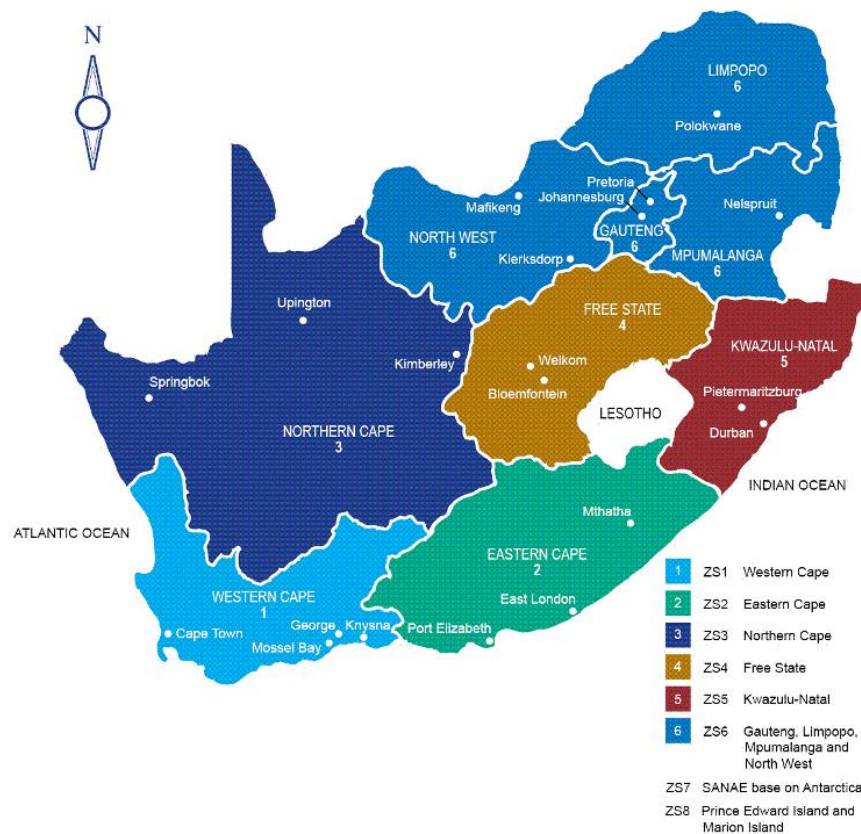 N
LIMPOPO
6
Polokwane
Pretoria
Johannesburg
Mafikeng
Nelspruit
GAUTENG
6
NORTH WEST
6
Klerksdorp
MPUMALANGA
6
Upington
FREE STATE
4
KWAZULU-NATAL
5
Kimberley
Welkom
Bloemfontein
Springbok
Pietermaritzburg
LESOTHO
Durban
NORTHERN CAPE
3
INDIAN OCEAN
Mthatha
ATLANTIC OCEAN
EASTERN CAPE
2
WESTERN CAPE
1
East London
George
Knysna
Port Elizabeth
Cape Town
Mossel Bay
1 ZS1 Western Cape
2 ZS2 Eastern Cape
3 ZS3 Northern Cape
4 ZS4 Free State
5 ZS5 Kwazulu-Natal
6 ZS6 Gauteng, Limpopo,
Mpumalanga and
North West
ZS7 SANAE base on Antarctica
ZS8 Prince Edward Island and
Marion Island